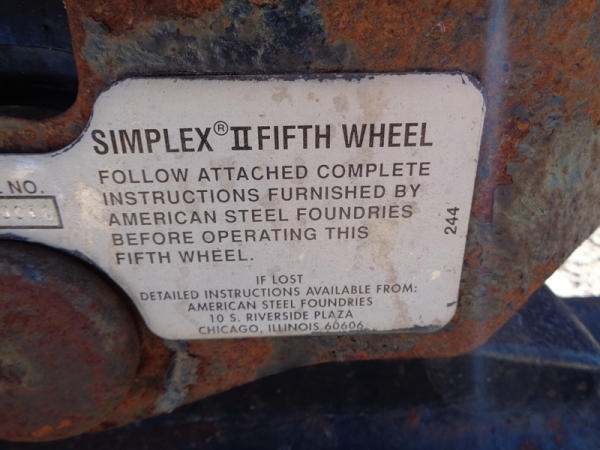 SIMPLEX® II FIFTH WHEEL
FOLLOW ATTACHED COMPLETE
INSTRUCTIONS FURNISHED BY
AMERICAN STEEL FOUNDRIES
BEFORE OPERATING THIS
FIFTH WHEEL.
IF LOST
DETAILED INSTRUCTIONS AVAILABLE FROM:
AMERICAN STEEL FOUNDRIES
10 S. RIVERSIDE PLAZA
CHICAGO, ILLINOIS 60606
244
NO.